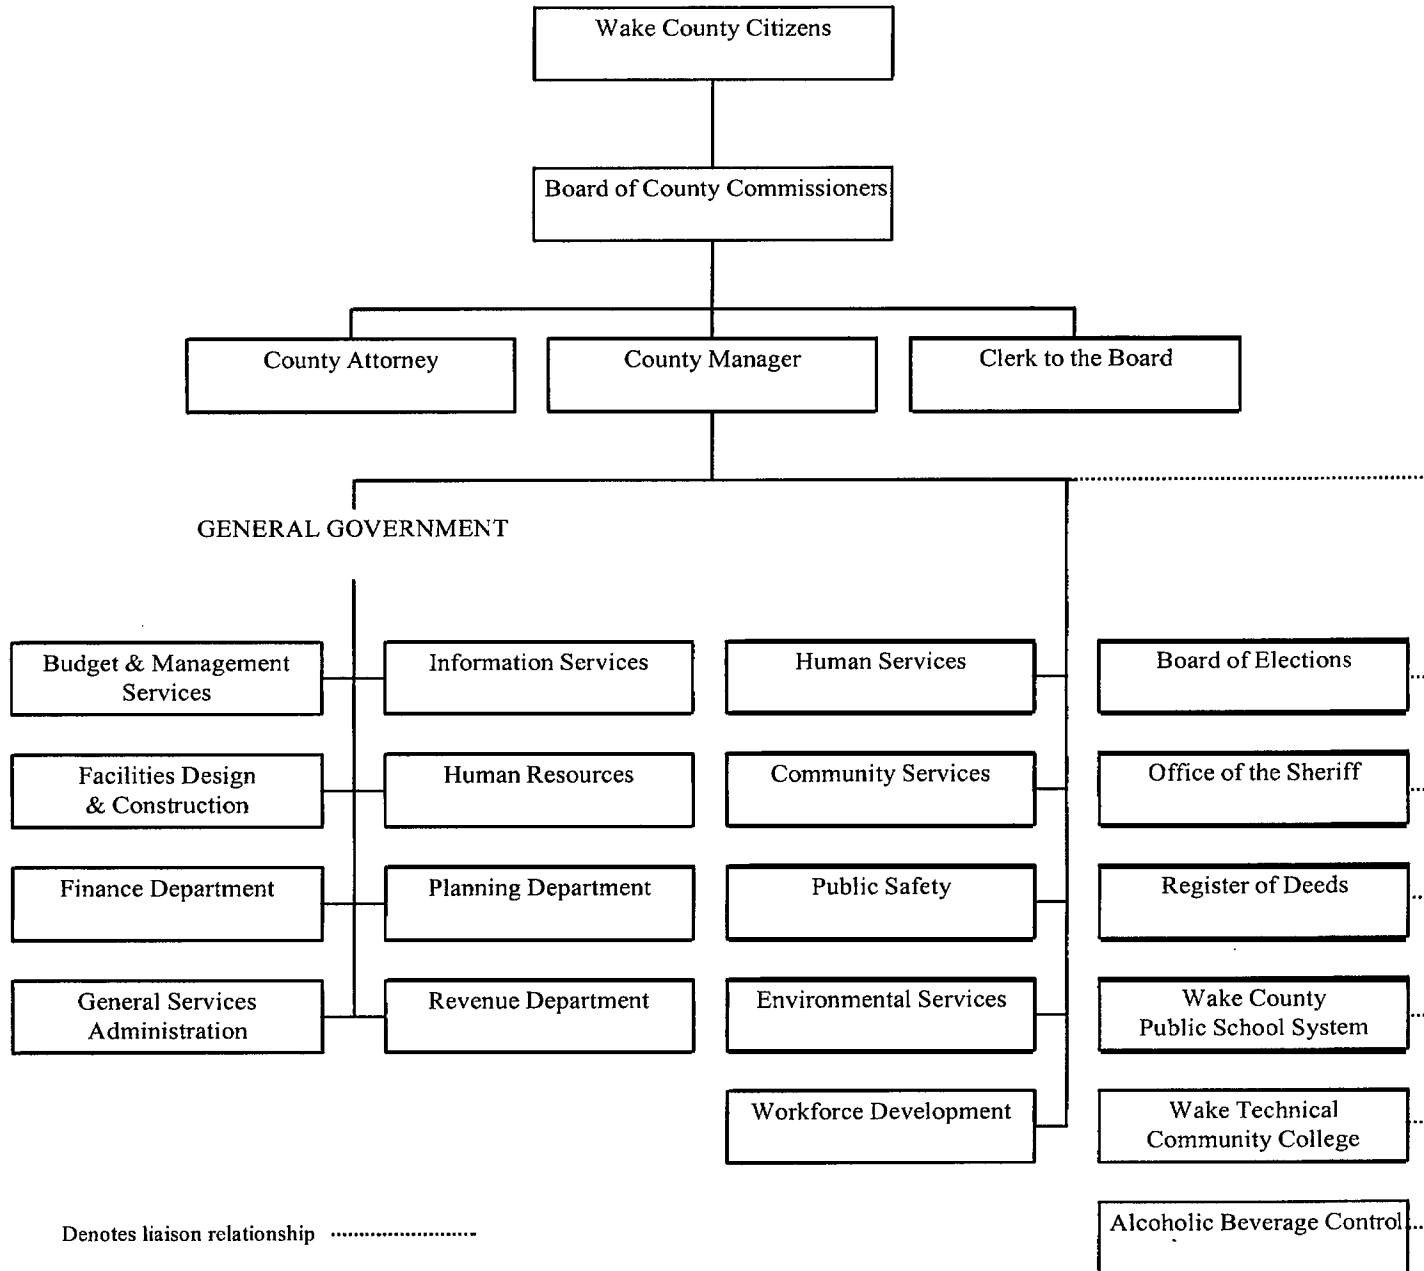 Wake County Citizens
Board of County Commissioners
County Attorney
County Manager
Clerk to the Board
GENERAL GOVERNMENT
Budget & Management
Services
Information Services
Human Services
Board of Elections
Facilities Design
& Construction
Human Resources
Community Services
Office of the Sheriff
Finance Department
Planning Department
Public Safety
Register of Deeds
General Services
Administration
Revenue Department
Environmental Services
Wake County
Public School System
Workforce Development
Wake Technical
Community College
Alcoholic Beverage Control
Denotes liaison relationship